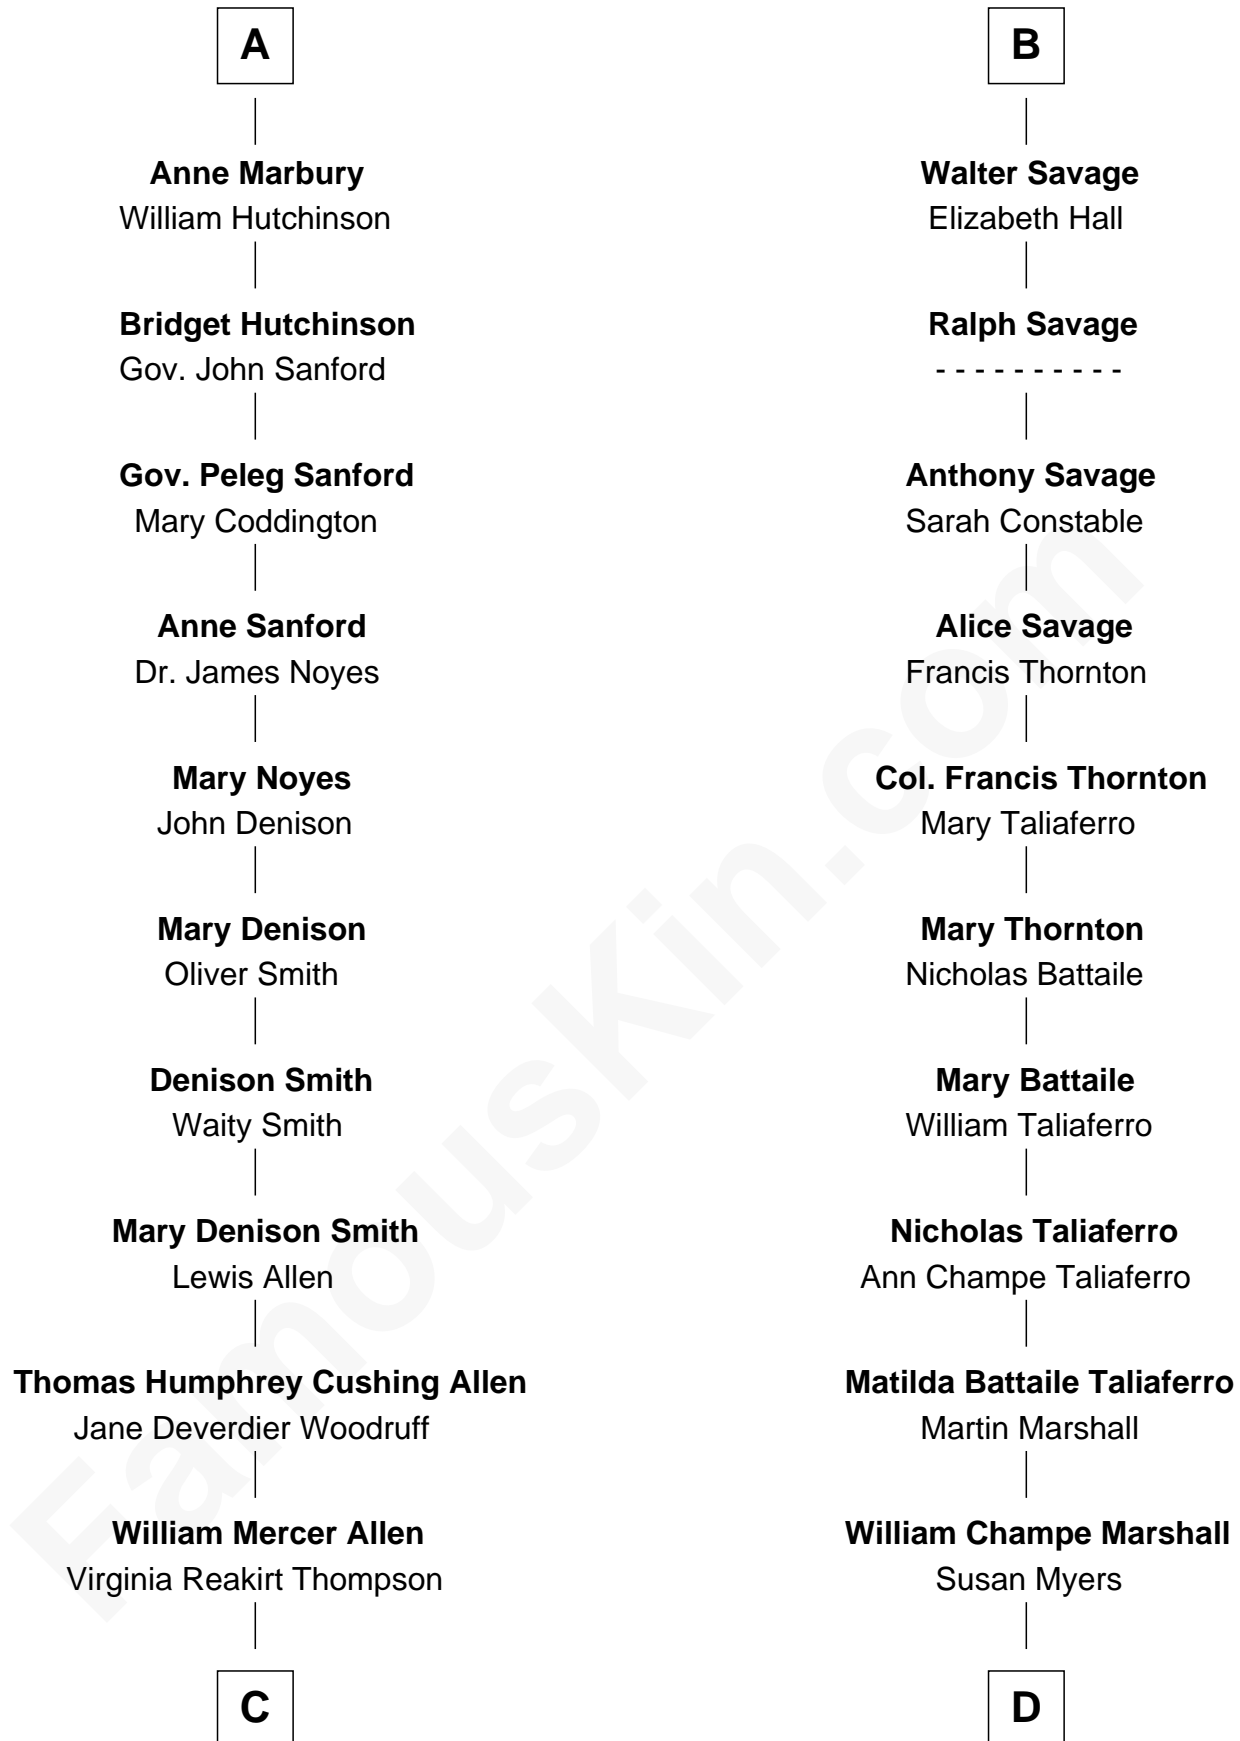 A
Anne Marbury
William Hutchinson
Bridget Hutchinson
Gov. John Sanford
Gov. Peleg Sanford
Mary Coddington
Anne Sanford
Dr. James Noyes
Mary Noyes
John Denison
Mary Denison
Oliver Smith
Denison Smith
Waity Smith
Mary Denison Smith
Lewis Allen
Thomas Humphrey Cushing Allen
Jane Deverdier Woodruff
William Mercer Allen
Virginia Reakirt Thompson
C
B
Walter Savage
Elizabeth Hall
Ralph Savage
- - - - - - - - - -
Anthony Savage
Sarah Constable
Alice Savage
Francis Thornton
Col. Francis Thornton
Mary Taliaferro
Mary Thornton
Nicholas Battaile
Mary Battaile
William Taliaferro
Nicholas Taliaferro
Ann Champe Taliaferro
Matilda Battaile Taliaferro
Martin Marshall
William Champe Marshall
Susan Myers
D
FamousKin.com